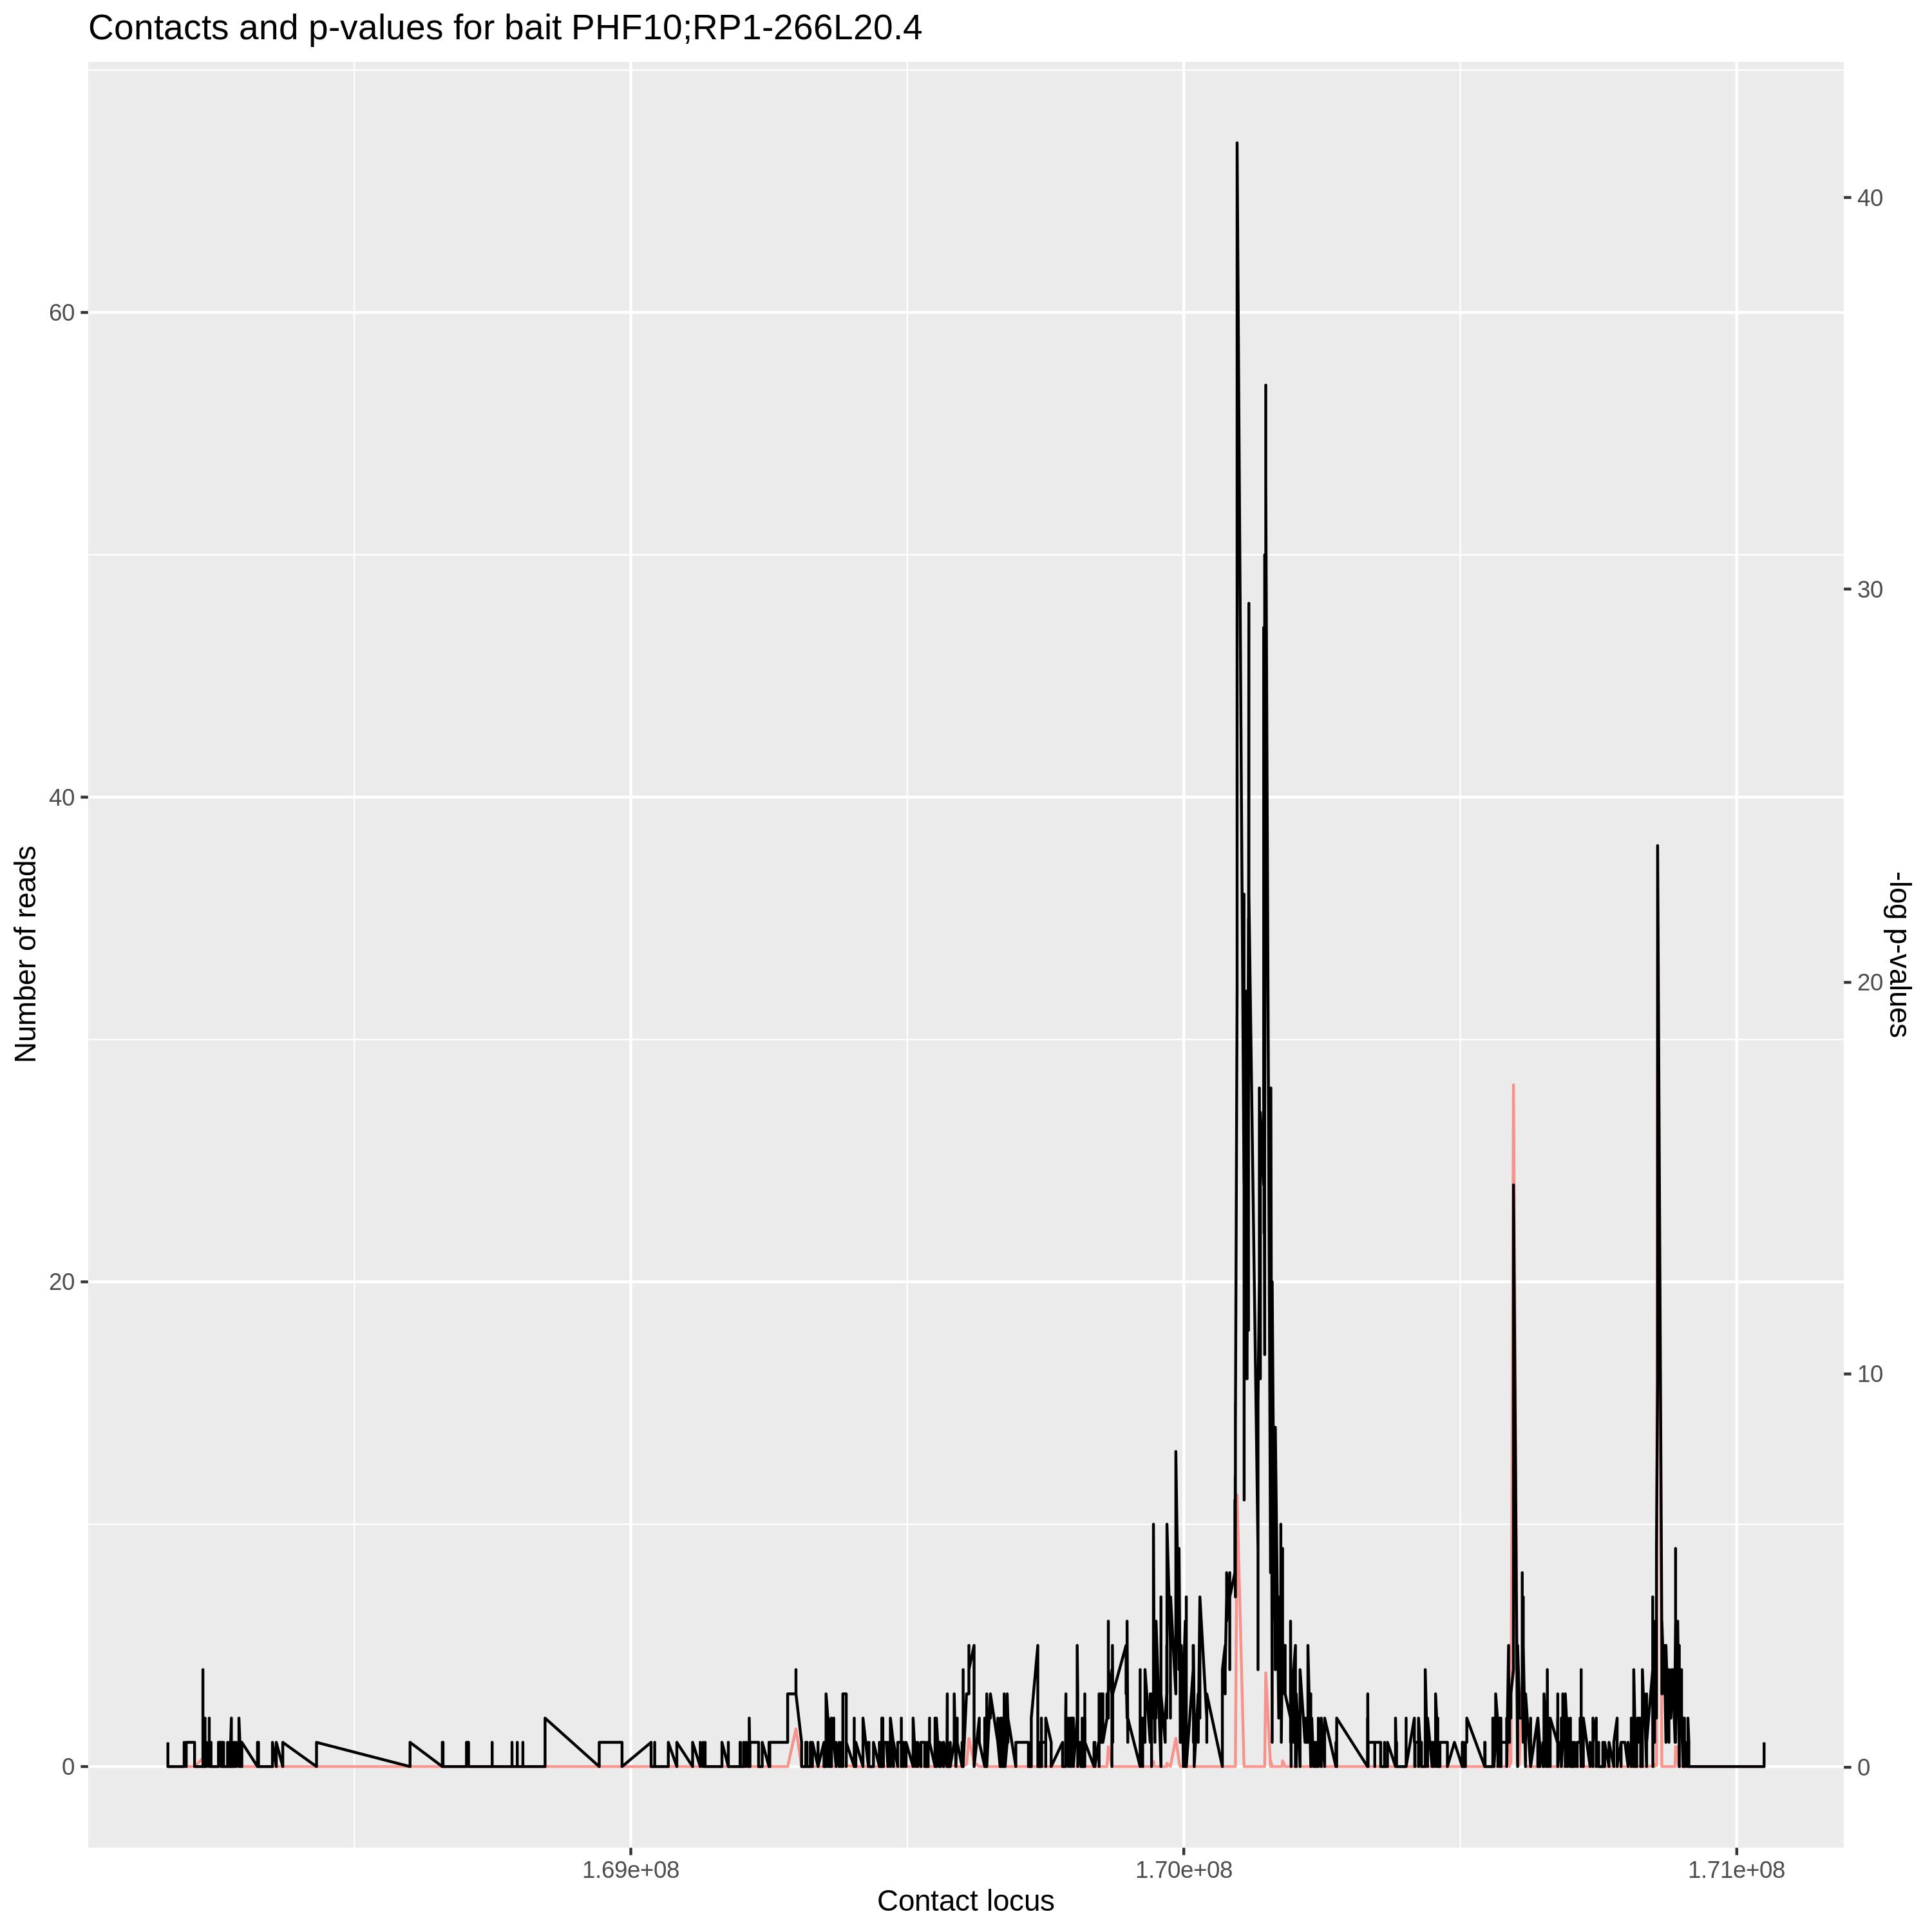 Contacts and p-values for bait PHF10;RP1-266L20.4
60
40
20
0
Number of reads
40
30
20
10
0
-log p-values
1.69e+08
1.70e+08
1.71e+08
Contact locus